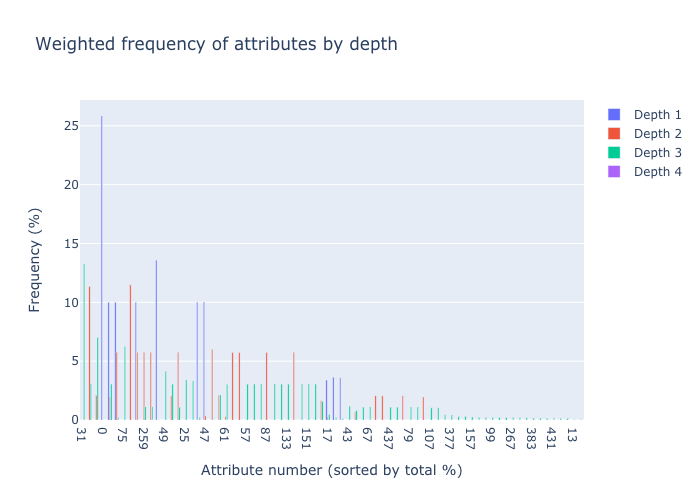 Weighted frequency of attributes by depth
Depth 1
Depth 2
Depth 3
Depth 4
Frequency (%)
25
20
15
10
5
0
31 0 75 259 49 25 47 61 57 87 133 151 17 43 67 437 79 107 377 157 99 267 383 431 13
Attribute number (sorted by total %)